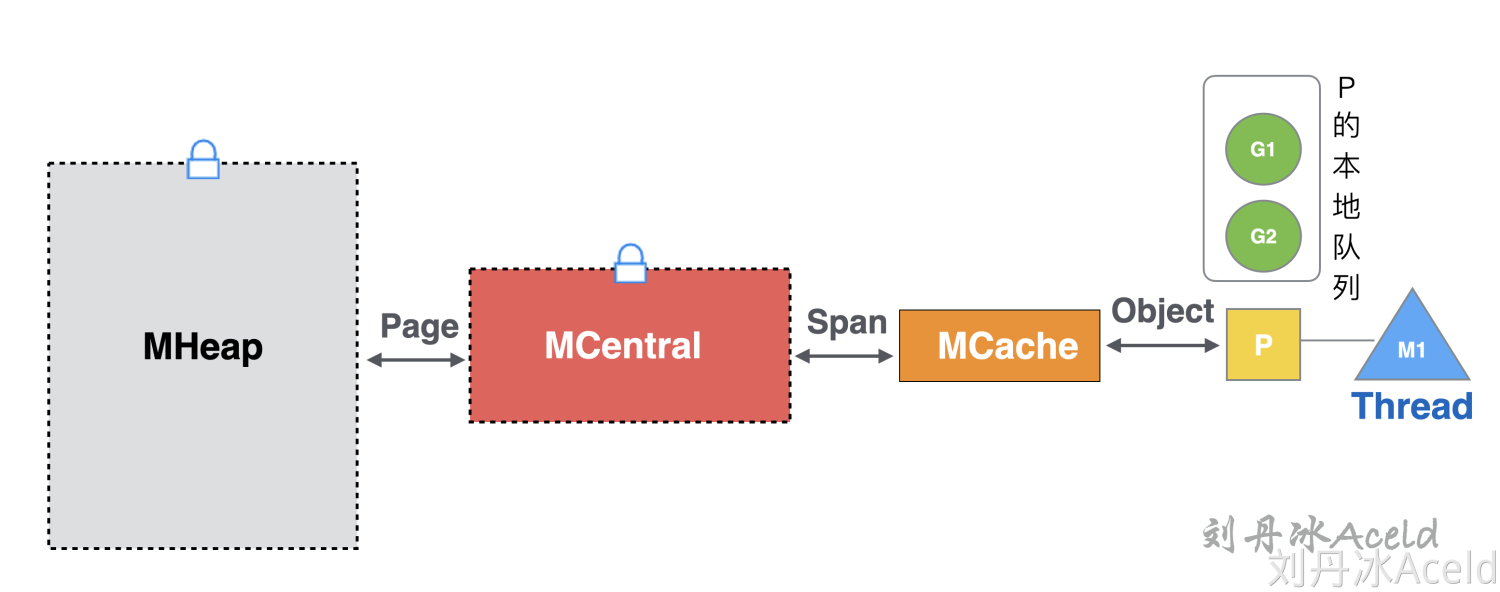 MHeap
Page
MCentral
Span
MCache
Object
P
G1
G2
P的本地队列
M1
Thread
刘丹冰Aceld
刘丹冰Aceld